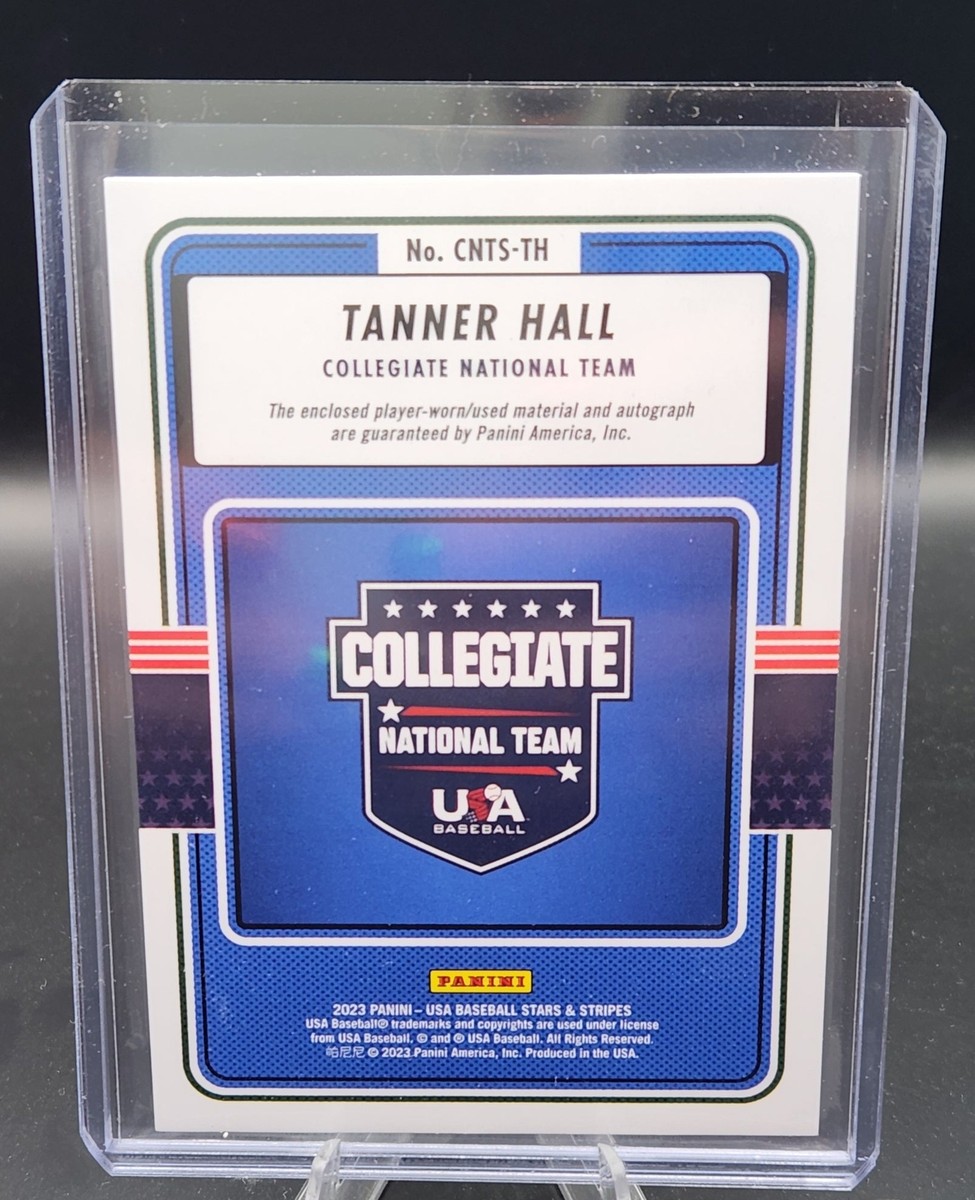 No. CNTS-TH
TANNER HALL
COLLEGIATE NATIONAL TEAM
The enclosed player-worn/used material and autograph
are guaranteed by Panini America, Inc.
COLLEGIATE
NATIONAL TEAM
USA
BASEBALL
PANINI
2023 PANINI – USA BASEBALL STARS & STRIPES
USA Baseball® trademarks and copyrights are used under license
from USA Baseball. © and ® USA Baseball. All Rights Reserved.
帕尼尼 © 2023 Panini America, Inc. Produced in the USA.